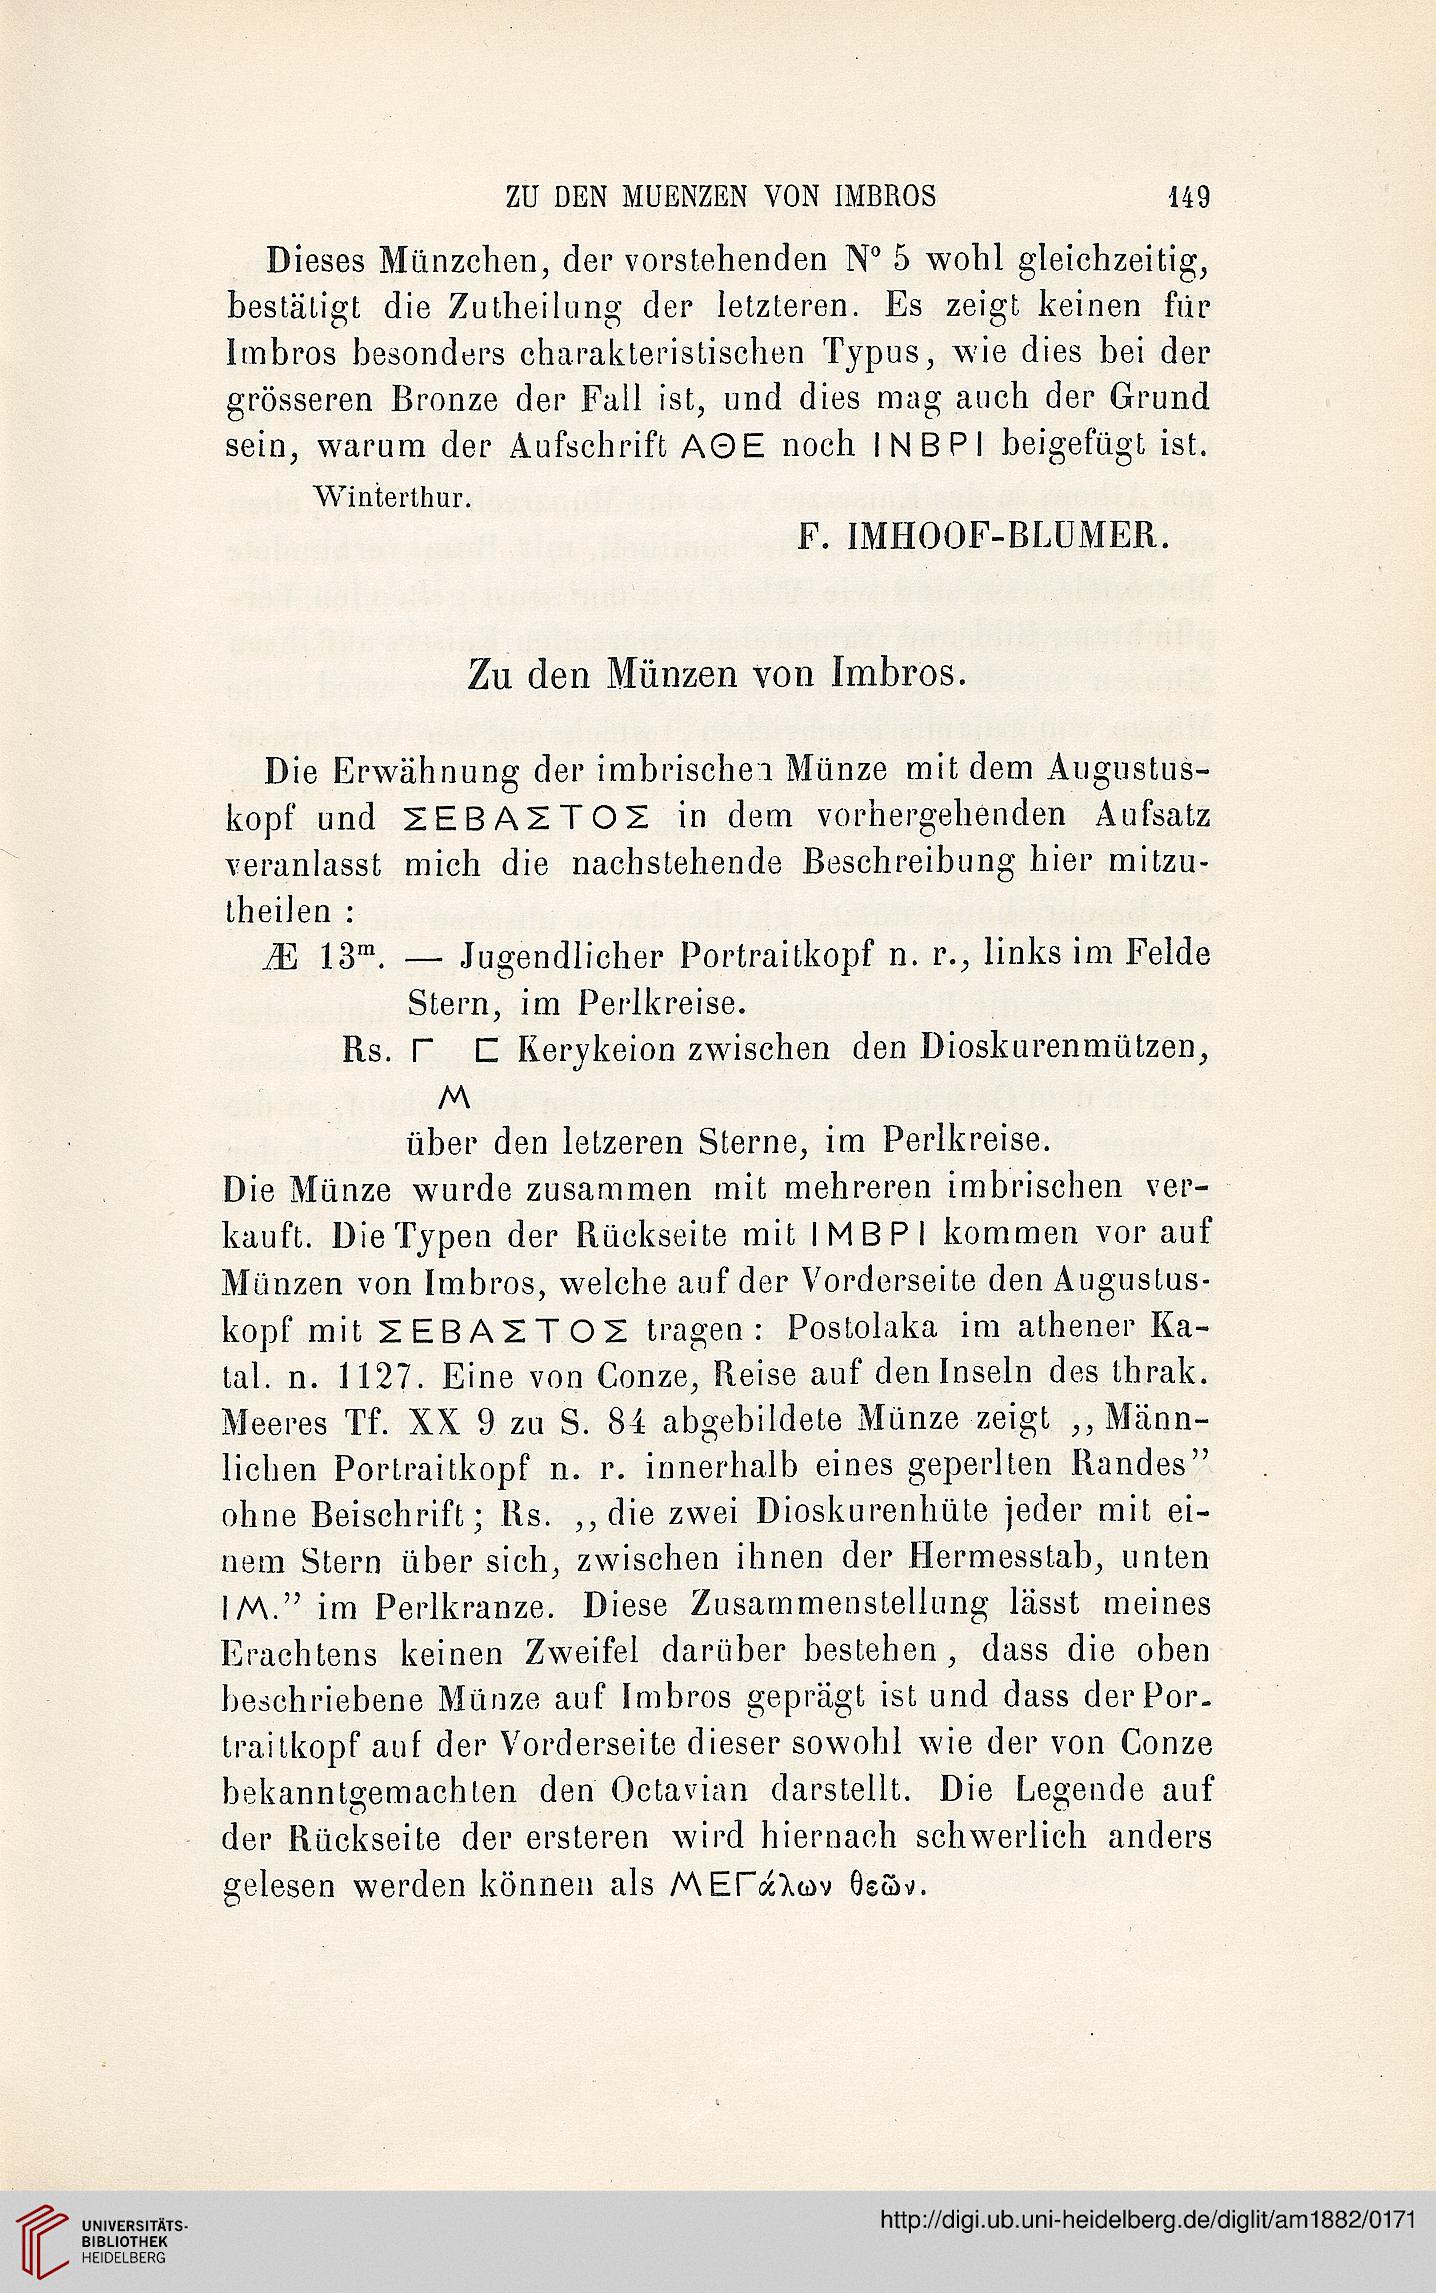 ZU DEN MUENZEN VON IMBROS 149
Dieses Münzchen, der vorstehenden N° 5 wohl gleichzeitig,
bestätigt die Zutheilung der letzteren. Es zeigt keinen für
Imbros besonders charakteristischen Typus, wie dies bei der
grösseren Bronze der Fall ist, und dies mag auch der Grund
sein, warum der Aufschrift ΑΘΕ noch ΙΝΒΡΙ beigefügt ist.
Winterthur.
F. IMHOOF-BLUMER.
Zu den Münzen von Imbros.
Die Erwähnung der imbrischen Münze mit dem Augustus-
kopf und ΣΕΒΑΣΤΟΣ in dem vorhergehenden Aufsatz
veranlasst mich die nachstehende Beschreibung hier mitzu-
theilen :
Æ 13ᵐ. — Jugendlicher Portraitkopf n. r., links im Felde
Stern, im Perlkreise.
Rs. Γ Ε Kerykeion zwischen den Dioskurenmützen,
Μ
über den letzeren Sterne, im Perlkreise.
Die Münze wurde zusammen mit mehreren imbrischen ver-
kauft. Die Typen der Rückseite mit ΙΜΒΡΙ kommen vor auf
Münzen von Imbros, welche auf der Vorderseite den Augustus-
kopf mit ΣΕΒΑΣΤΟΣ tragen : Postolaka im athener Ka-
tal. n. 1127. Eine von Conze, Reise auf den Inseln des thrak.
Meeres Tf. XX 9 zu S. 84 abgebildete Münze zeigt ,,Männ-
lichen Portraitkopf n. r. innerhalb eines geperlten Randes”
ohne Beischrift; Rs. ,,die zwei Dioskurenhüte jeder mit ei-
nem Stern über sich, zwischen ihnen der Hermesstab, unten
ΙΜ.” im Perlkranze. Diese Zusammenstellung lässt meines
Erachtens keinen Zweifel darüber bestehen, dass die oben
beschriebene Münze auf Imbros geprägt ist und dass der Por-
traitkopf auf der Vorderseite dieser sowohl wie der von Conze
bekanntgemachten den Octavian darstellt. Die Legende auf
der Rückseite der ersteren wird hiernach schwerlich anders
gelesen werden können als ΜΕΓάλων θεῶν.
UNIVERSITÄTS-
BIBLIOTHEK
HEIDELBERG
http://digi.ub.uni-heidelberg.de/diglit/am1882/0171